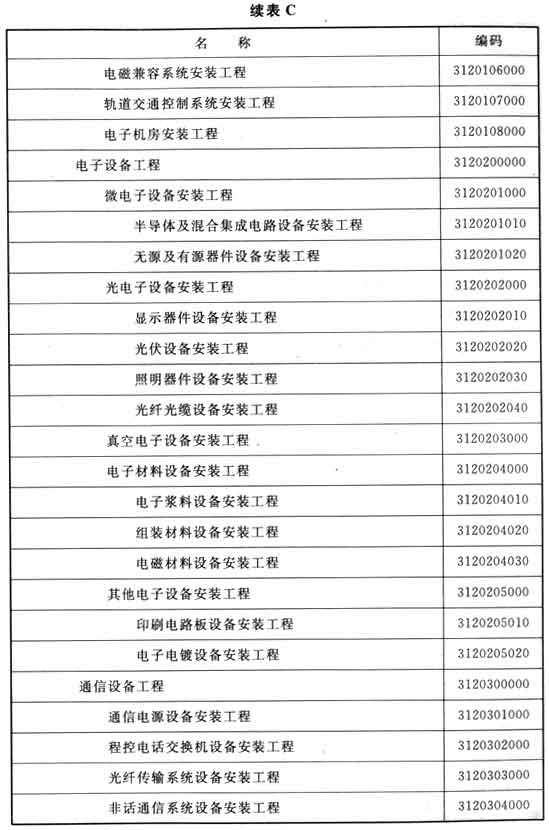 续表 C
名 称 编码
电磁兼容系统安装工程 3120106000
轨道交通控制系统安装工程 3120107000
电子机房安装工程 3120108000
电子设备工程 3120200000
微电子设备安装工程 3120201000
半导体及混合集成电路设备安装工程 3120201010
无源及有源器件设备安装工程 3120201020
光电子设备安装工程 3120202000
显示器件设备安装工程 3120202010
光伏设备安装工程 3120202020
照明器件设备安装工程 3120202030
光纤光缆设备安装工程 3120202040
真空电子设备安装工程 3120203000
电子材料设备安装工程 3120204000
电子浆料设备安装工程 3120204010
组装材料设备安装工程 3120204020
电磁材料设备安装工程 3120204030
其他电子设备安装工程 3120205000
印刷电路板设备安装工程 3120205010
电子电镀设备安装工程 3120205020
通信设备工程 3120300000
通信电源设备安装工程 3120301000
程控电话交换机设备安装工程 3120302000
光纤传输系统设备安装工程 3120303000
非话通信系统设备安装工程 3120304000